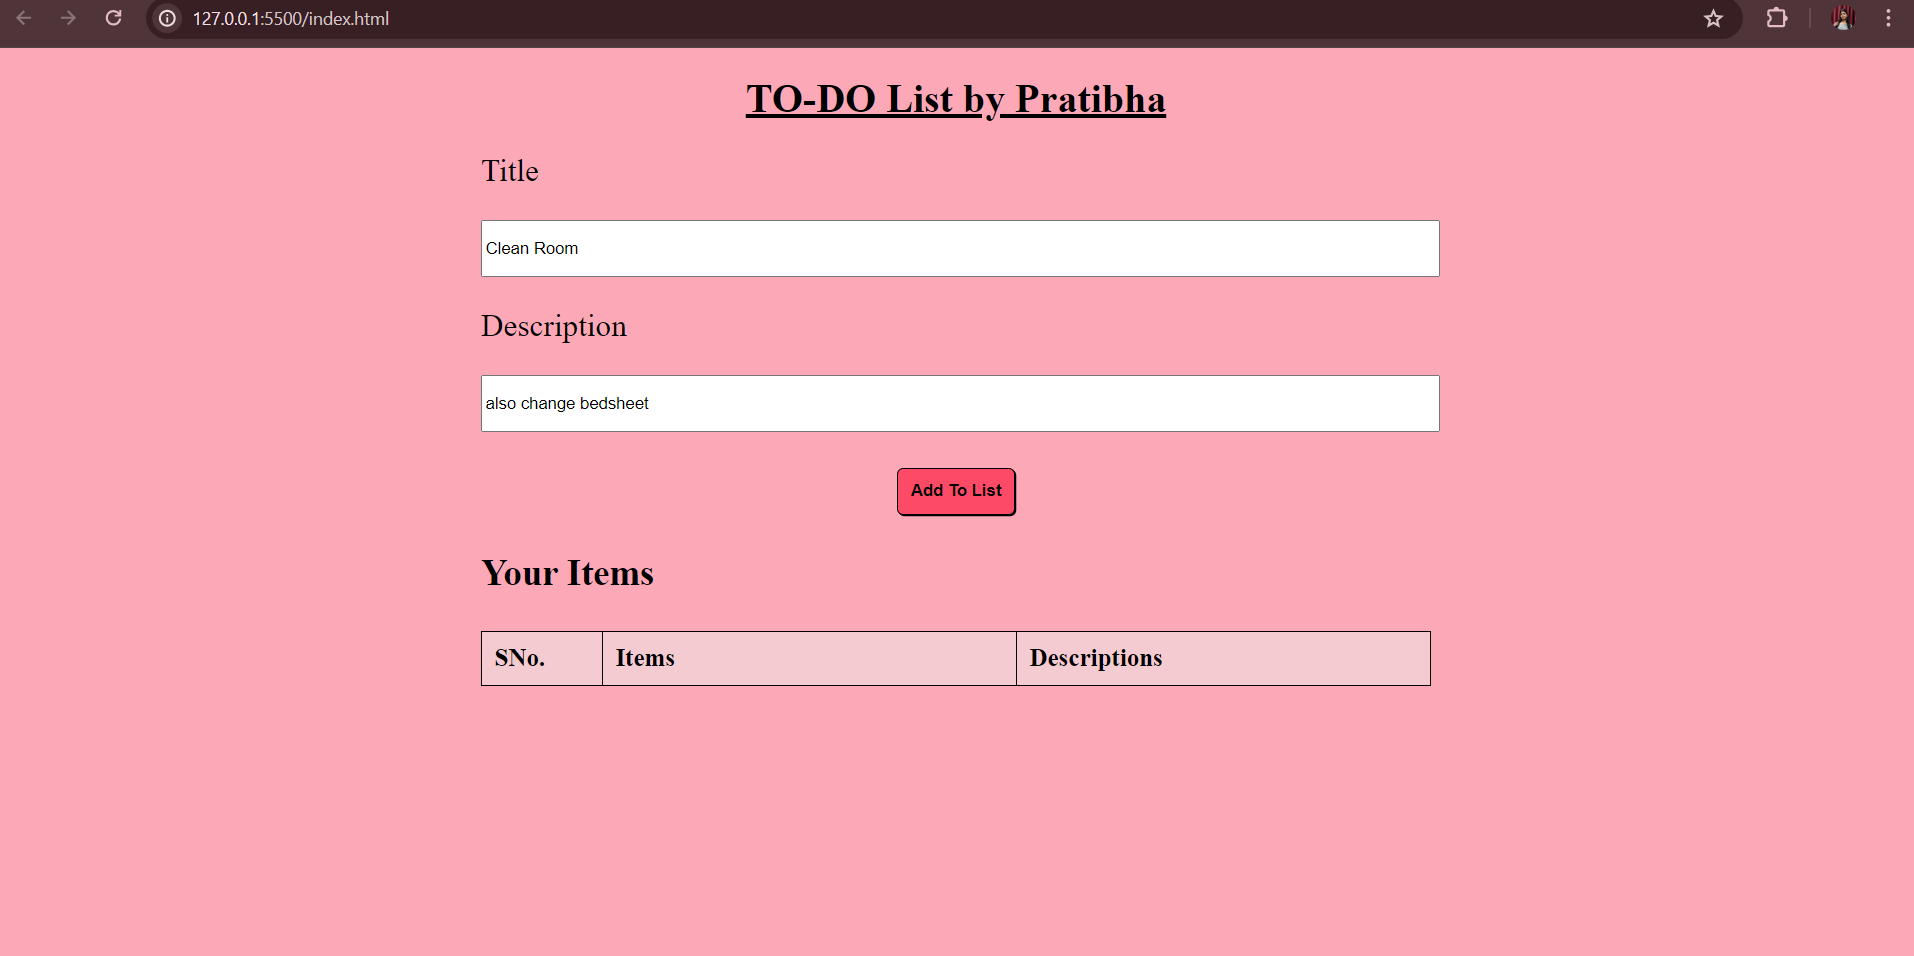 127.0.0.1:5500/index.html
TO-DO List by Pratibha
Title
Clean Room
Description
also change bedsheet
Add To List
Your Items
SNo. Items Descriptions